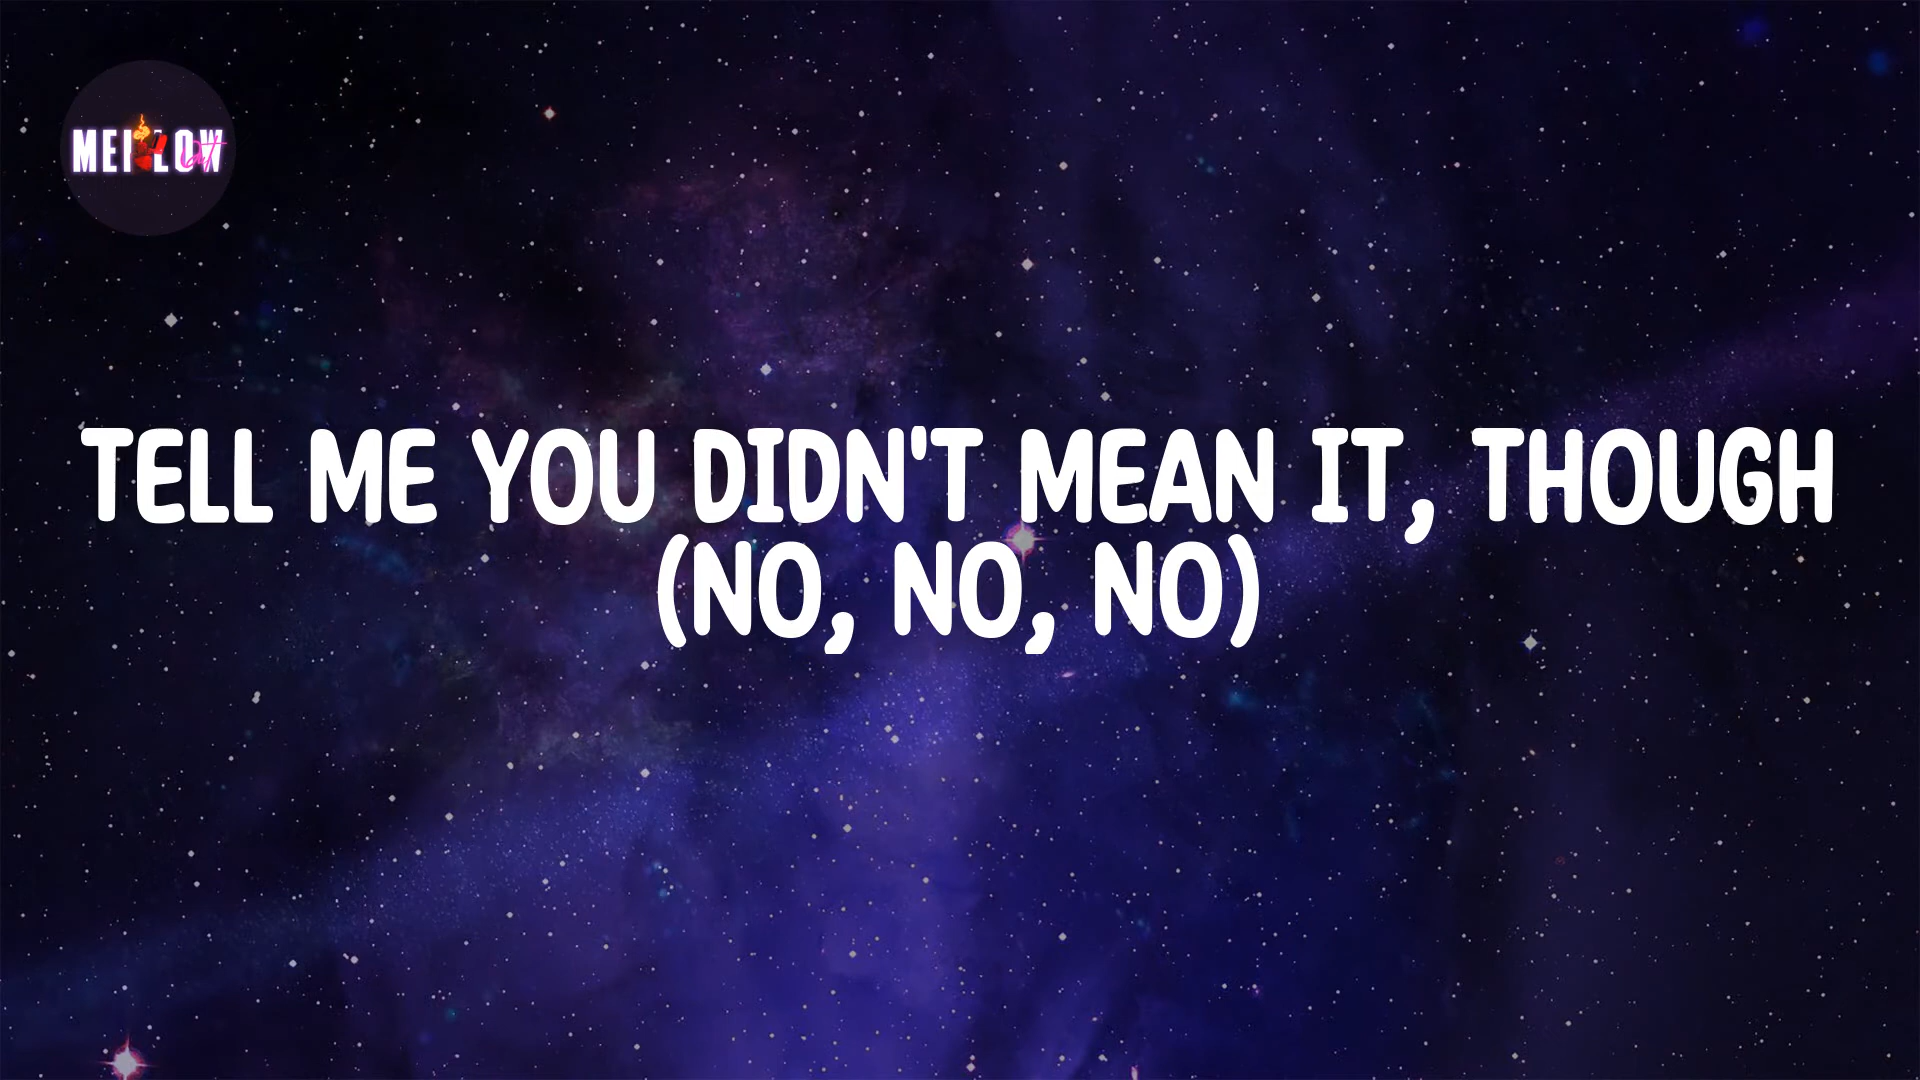 MELLOW
TELL ME YOU DIDN'T MEAN IT, THOUGH
(NO, NO, NO)